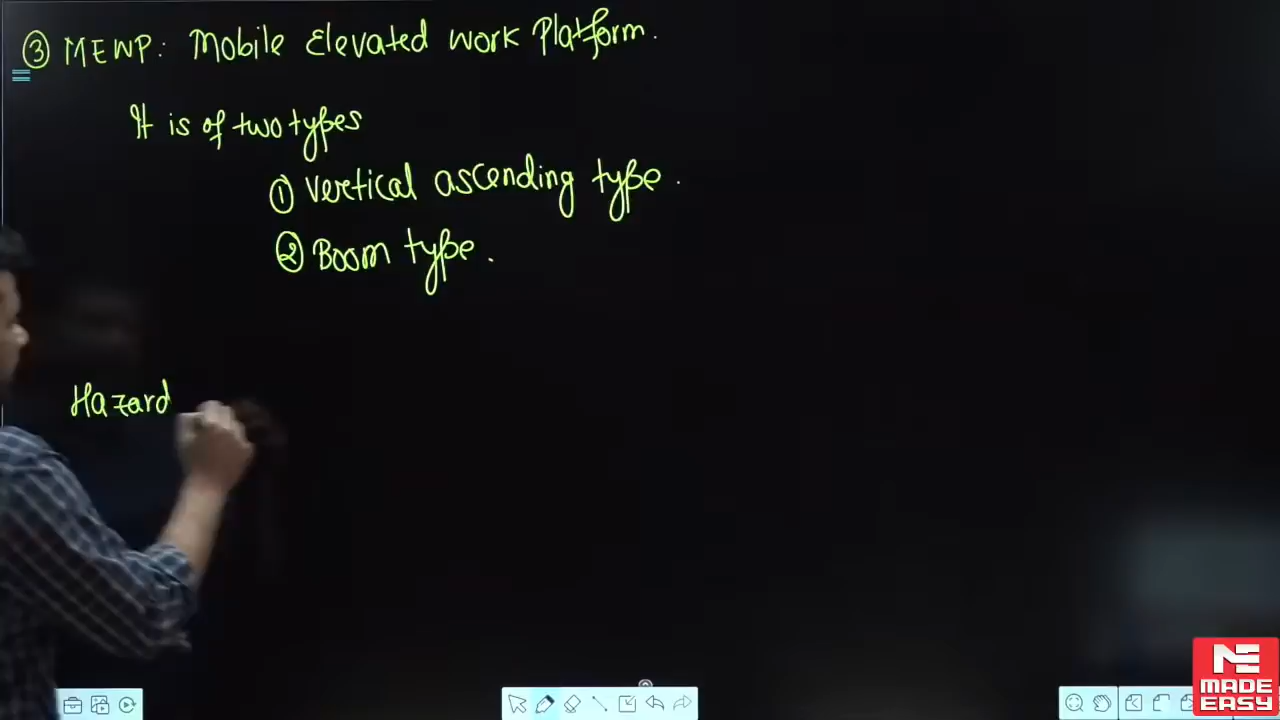 ③ MEWP: Mobile Elevated work Platform.
It is of two types
① Vertical ascending type.
② Boom type.
Hazard
ME
MADE
EASY